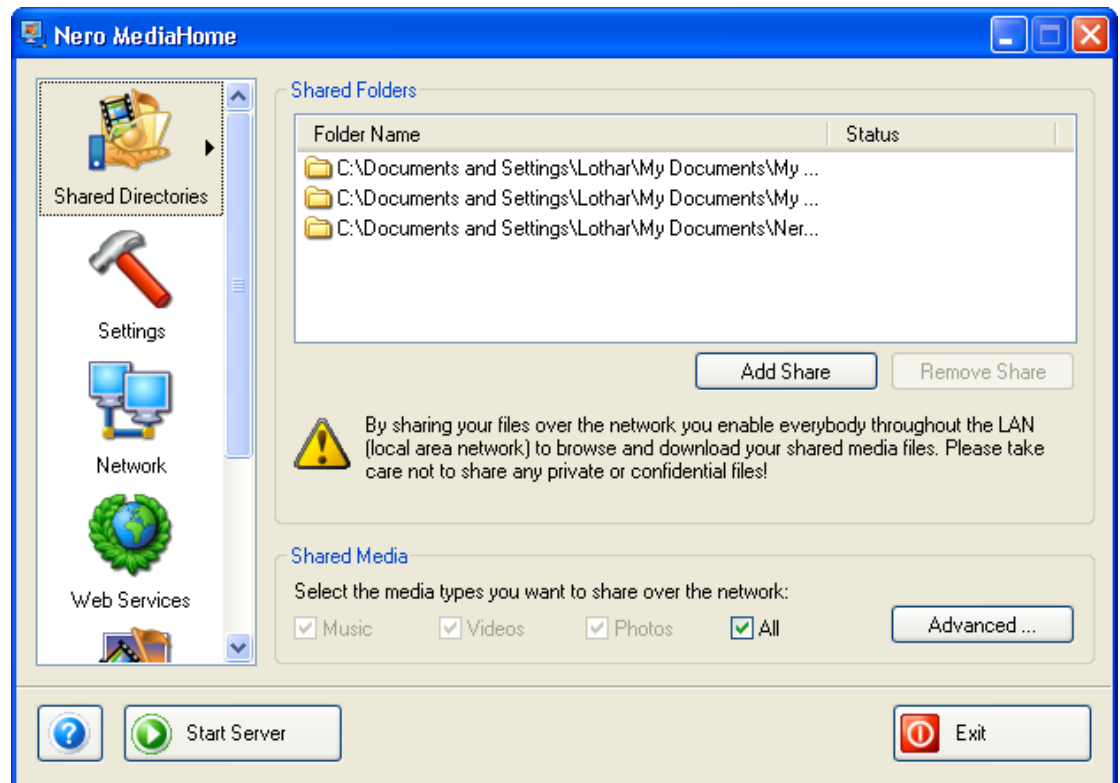 Nero MediaHome
Shared Directories
Settings
Network
Web Services
Shared Folders
Folder Name Status
C:\Documents and Settings\Lothar\My Documents\My ...
C:\Documents and Settings\Lothar\My Documents\My ...
C:\Documents and Settings\Lothar\My Documents\Ner...
Add Share Remove Share
By sharing your files over the network you enable everybody throughout the LAN
(local area network) to browse and download your shared media files. Please take
care not to share any private or confidential files!
Shared Media
Select the media types you want to share over the network:
Music Videos Photos All Advanced ...
Start Server Exit